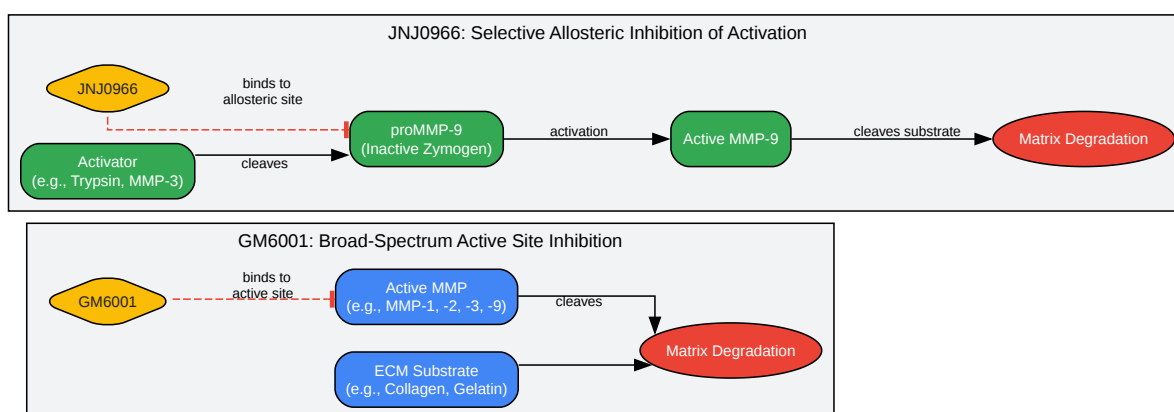 JNJ0966: Selective Allosteric Inhibition of Activation
JNJ0966
binds to
allosteric site
proMMP-9
(Inactive Zymogen)
activation
Active MMP-9
cleaves substrate
Matrix Degradation
Activator
(e.g., Trypsin, MMP-3)
cleaves
GM6001: Broad-Spectrum Active Site Inhibition
GM6001
binds to
active site
Active MMP
(e.g., MMP-1, -2, -3, -9)
cleaves
Matrix Degradation
ECM Substrate
(e.g., Collagen, Gelatin)